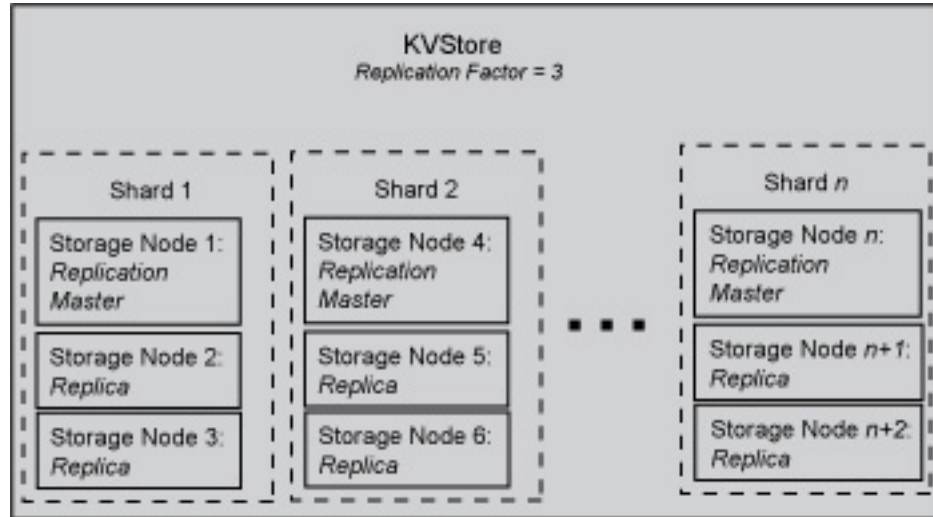 KVStore
Replication Factor = 3
Shard 1
Storage Node 1:
Replication
Master
Storage Node 2:
Replica
Storage Node 3:
Replica
Shard 2
Storage Node 4:
Replication
Master
Storage Node 5:
Replica
Storage Node 6:
Replica
Shard n
Storage Node n:
Replication
Master
Storage Node n+1:
Replica
Storage Node n+2:
Replica